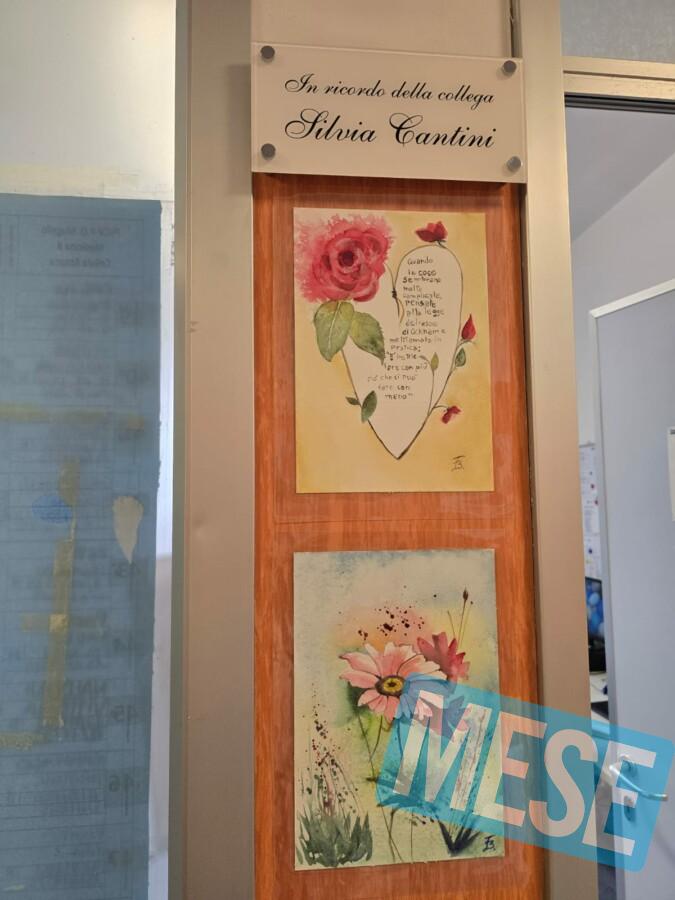 In ricordo della collega
Silvia Cantini
Quando
le cose
sembrano
molto
complicate,
pensate
alla legge
del rasoio
di Ockham e
mettiamola in
pratica:
"È inutile
fare con più
ciò che si può
fare con
meno"
MESE